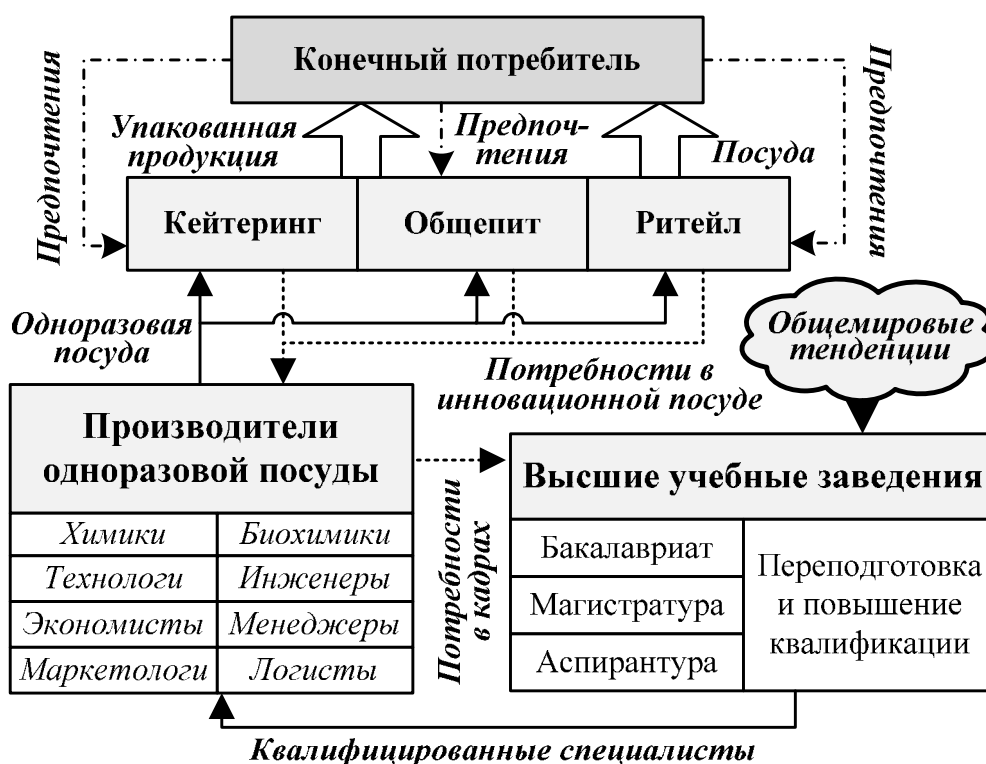 Конечный потребитель
Предпочтения
Предпочтения
Упакованная
продукция
Предпоч-
тения
Посуда
Кейтеринг
Общепит
Ритейл
Одноразовая
посуда
Общемировые
тенденции
Потребности в
инновационной посуде
Производители
одноразовой посуды
Химики
Биохимики
Технологи
Инженеры
Экономисты
Менеджеры
Маркетологи
Логисты
Потребности
в кадрах
Высшие учебные заведения
Бакалавриат
Магистратура
Аспирантура
Переподготовка
и повышение
квалификации
Квалифицированные специалисты